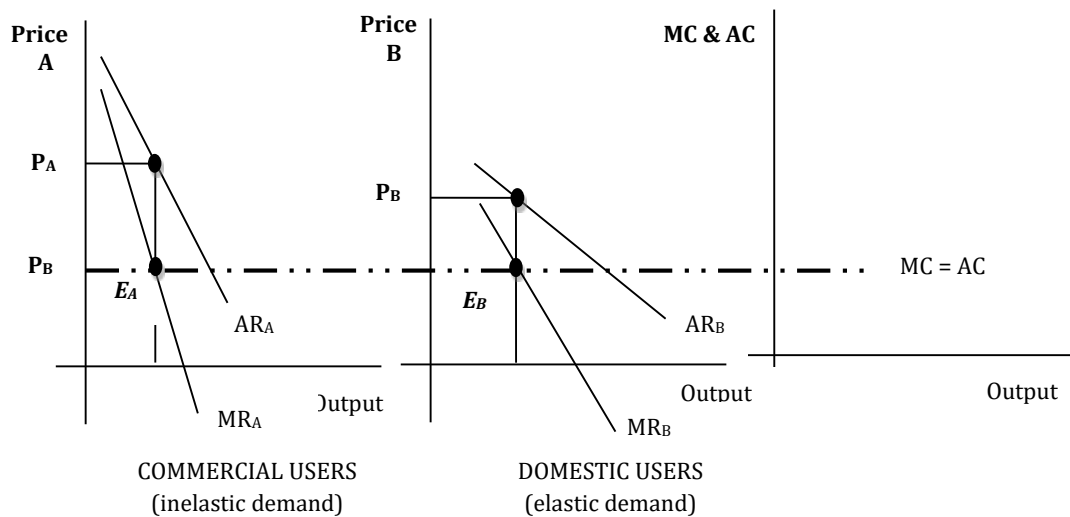 Price
A
Price
B
MC & AC
PA
PB
PB
EA
EB
MC = AC
ARA
ARB
MRA
MRB
Output
Output
Output
COMMERCIAL USERS
(inelastic demand)
DOMESTIC USERS
(elastic demand)